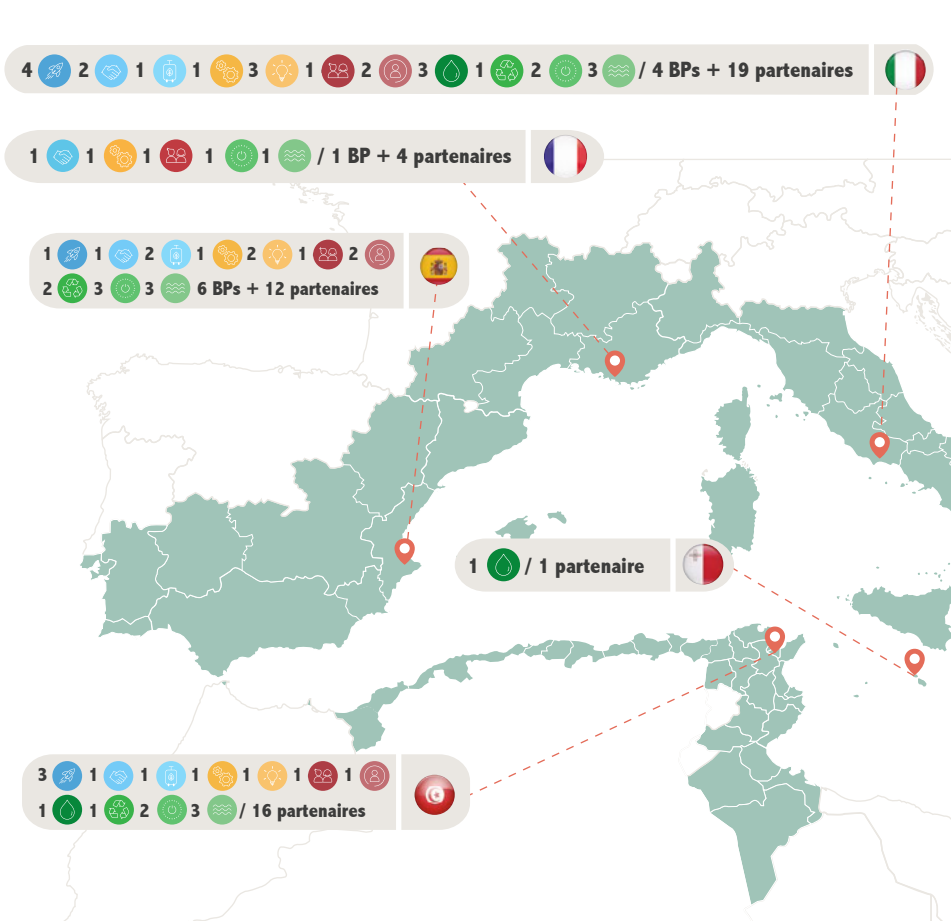 4 2 1 1 3 1 2 3 1 2 3 / 4 BPs + 19 partenaires
1 1 1 1 1 / 1 BP + 4 partenaires
1 1 2 1 2 1 2
2 3 3 6 BPs + 12 partenaires
1 / 1 partenaire
3 1 1 1 1 1 1
1 1 2 3 / 16 partenaires